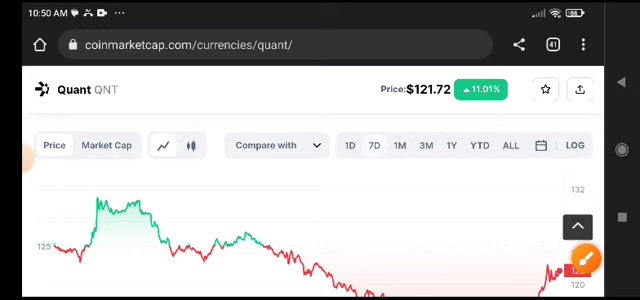 10:50 AM
66
coinmarketcap.com/currencies/quant/
41
Quant QNT
Price:$121.72
11.01%
Price
Market Cap
Compare with
1D
7D
1M
3M
1Y
YTD
ALL
LOG
132
125
120